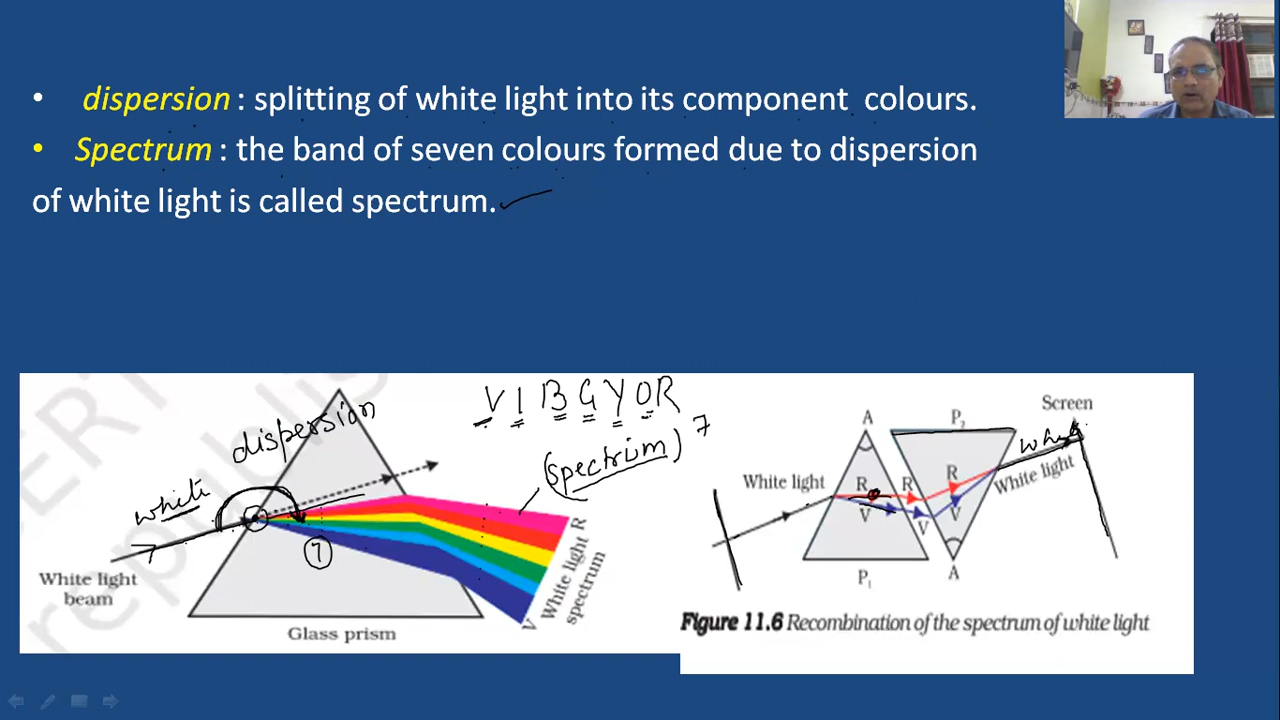 • dispersion : splitting of white light into its component colours.
• Spectrum : the band of seven colours formed due to dispersion
of white light is called spectrum.
VIBGYOR
7
(Spectrum)
dispersion
white
7
White light
beam
Glass prism
White light
spectrum
R
V
Screen
A
P₂
White light
R
R
R
V
V
V
White light
P₁
A
Figure 11.6 Recombination of the spectrum of white light
republi